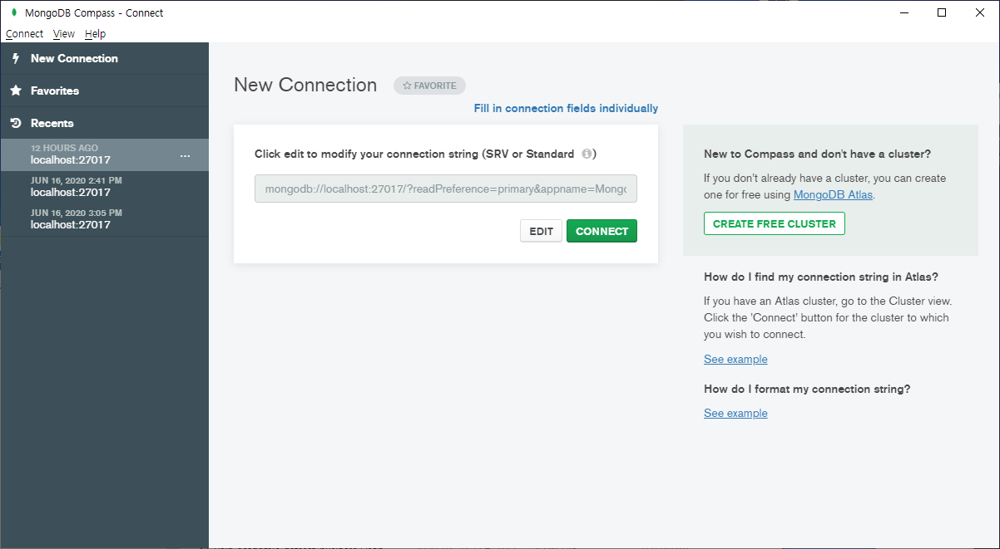 MongoDB Compass - Connect
Connect View Help
New Connection
Favorites
Recents
12 HOURS AGO
localhost:27017
...
JUN 16, 2020 2:41 PM
localhost:27017
JUN 16, 2020 3:05 PM
localhost:27017
New Connection
FAVORITE
Fill in connection fields individually
Click edit to modify your connection string (SRV or Standard )
mongodb://localhost:27017/?readPreference=primary&appname=Mongo
EDIT
CONNECT
New to Compass and don't have a cluster?
If you don't already have a cluster, you can create
one for free using MongoDB Atlas.
CREATE FREE CLUSTER
How do I find my connection string in Atlas?
If you have an Atlas cluster, go to the Cluster view.
Click the 'Connect' button for the cluster to which
you wish to connect.
See example
How do I format my connection string?
See example